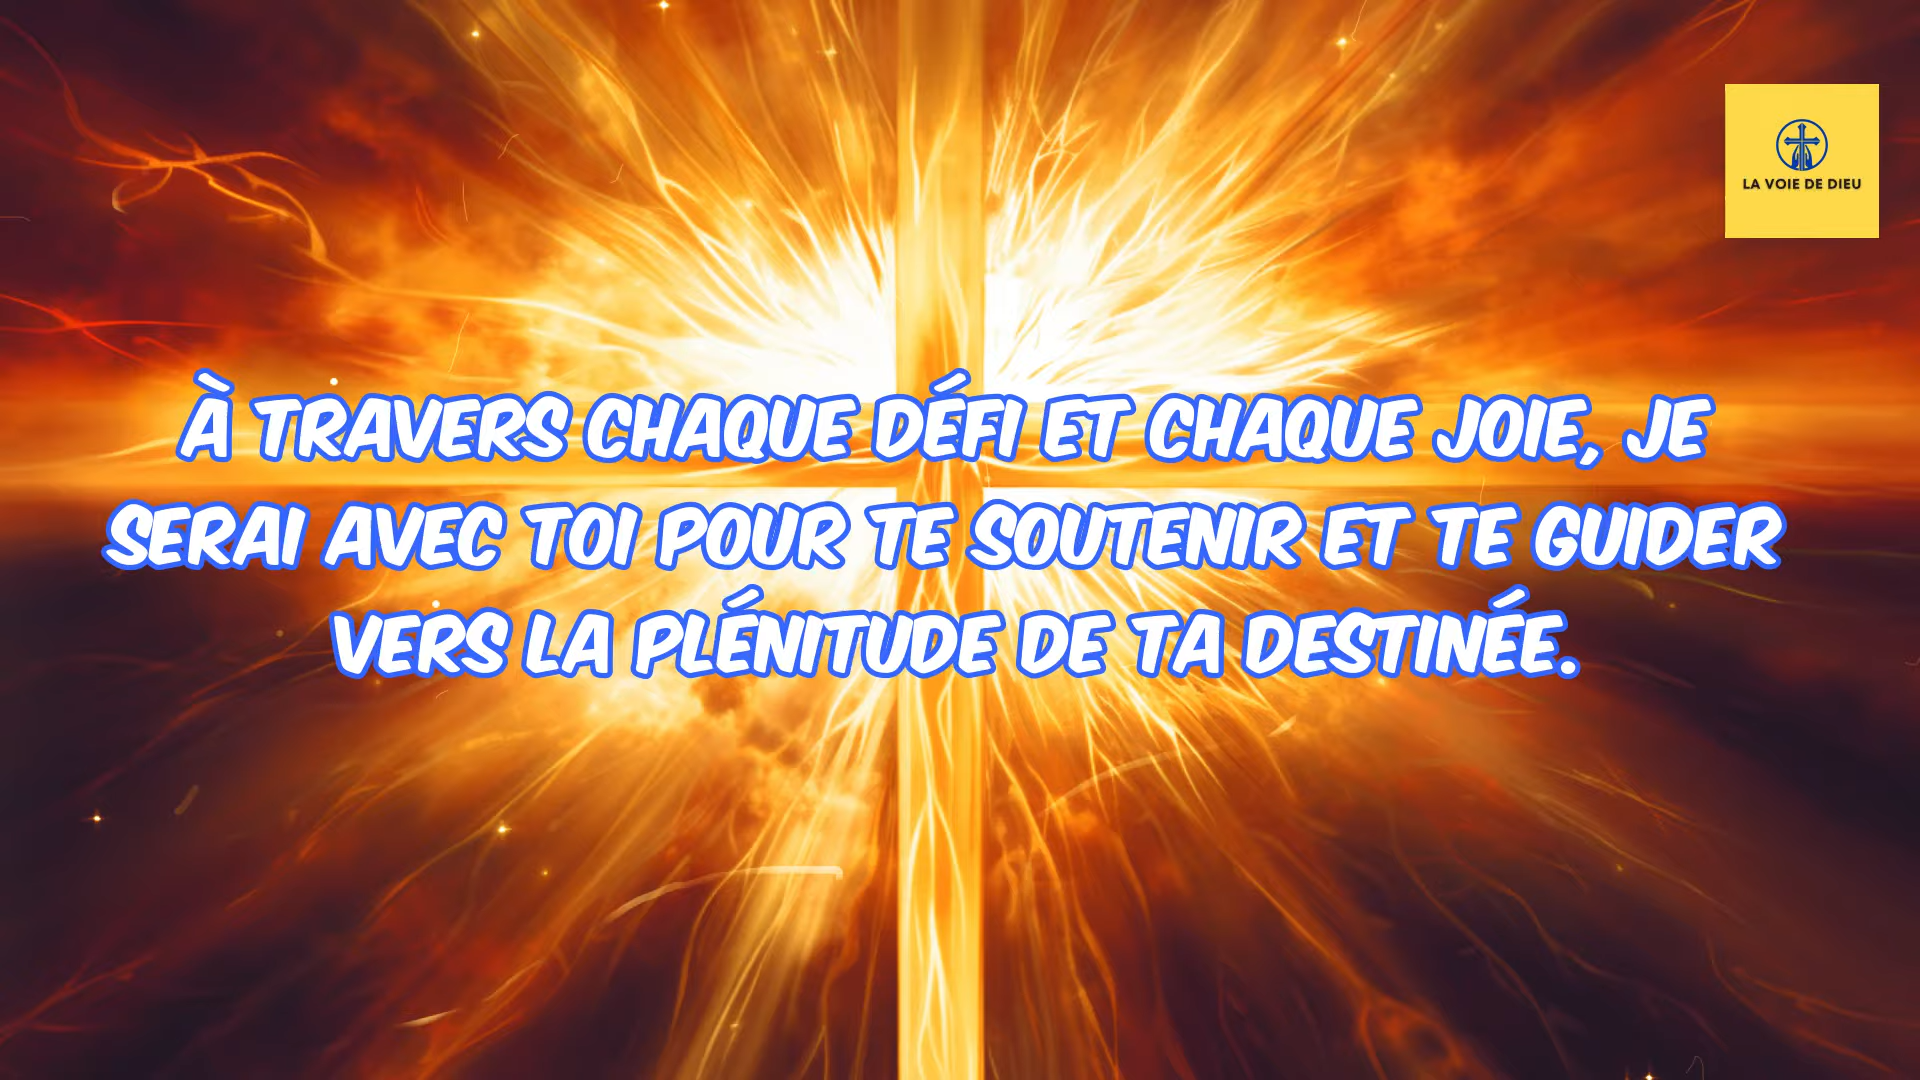 LA VOIE DE DIEU
À TRAVERS CHAQUE DÉFI ET CHAQUE JOIE, JE
SERAI AVEC TOI POUR TE SOUTENIR ET TE GUIDER
VERS LA PLÉNITUDE DE TA DESTINÉE.